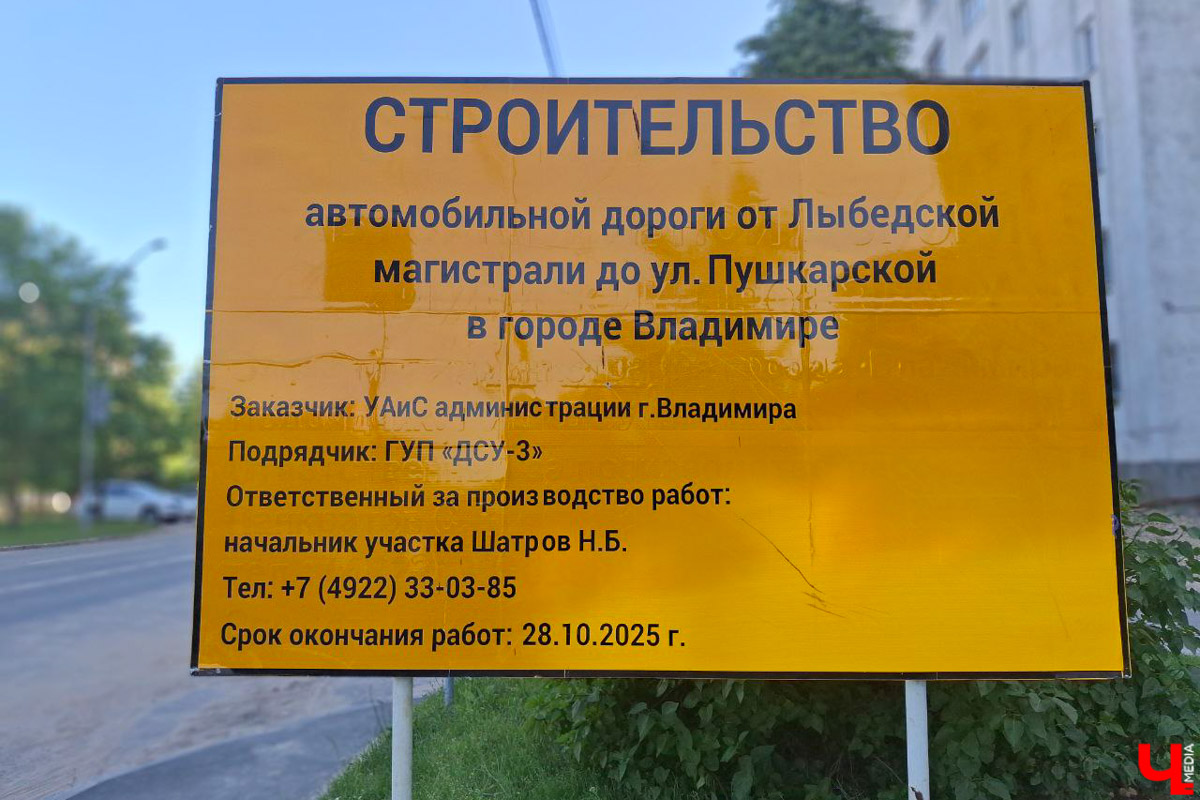 СТРОИТЕЛЬСТВО
автомобильной дороги от Лыбедской
магистрали до ул. Пушкарской
в городе Владимире
Заказчик: УАиС администрации г.Владимира
Подрядчик: ГУП «ДСУ-3»
Ответственный за производство работ:
начальник участка Шатров Н.Б.
Тел: +7 (4922) 33-03-85
Срок окончания работ: 28.10.2025 г.
Ч MEDIA